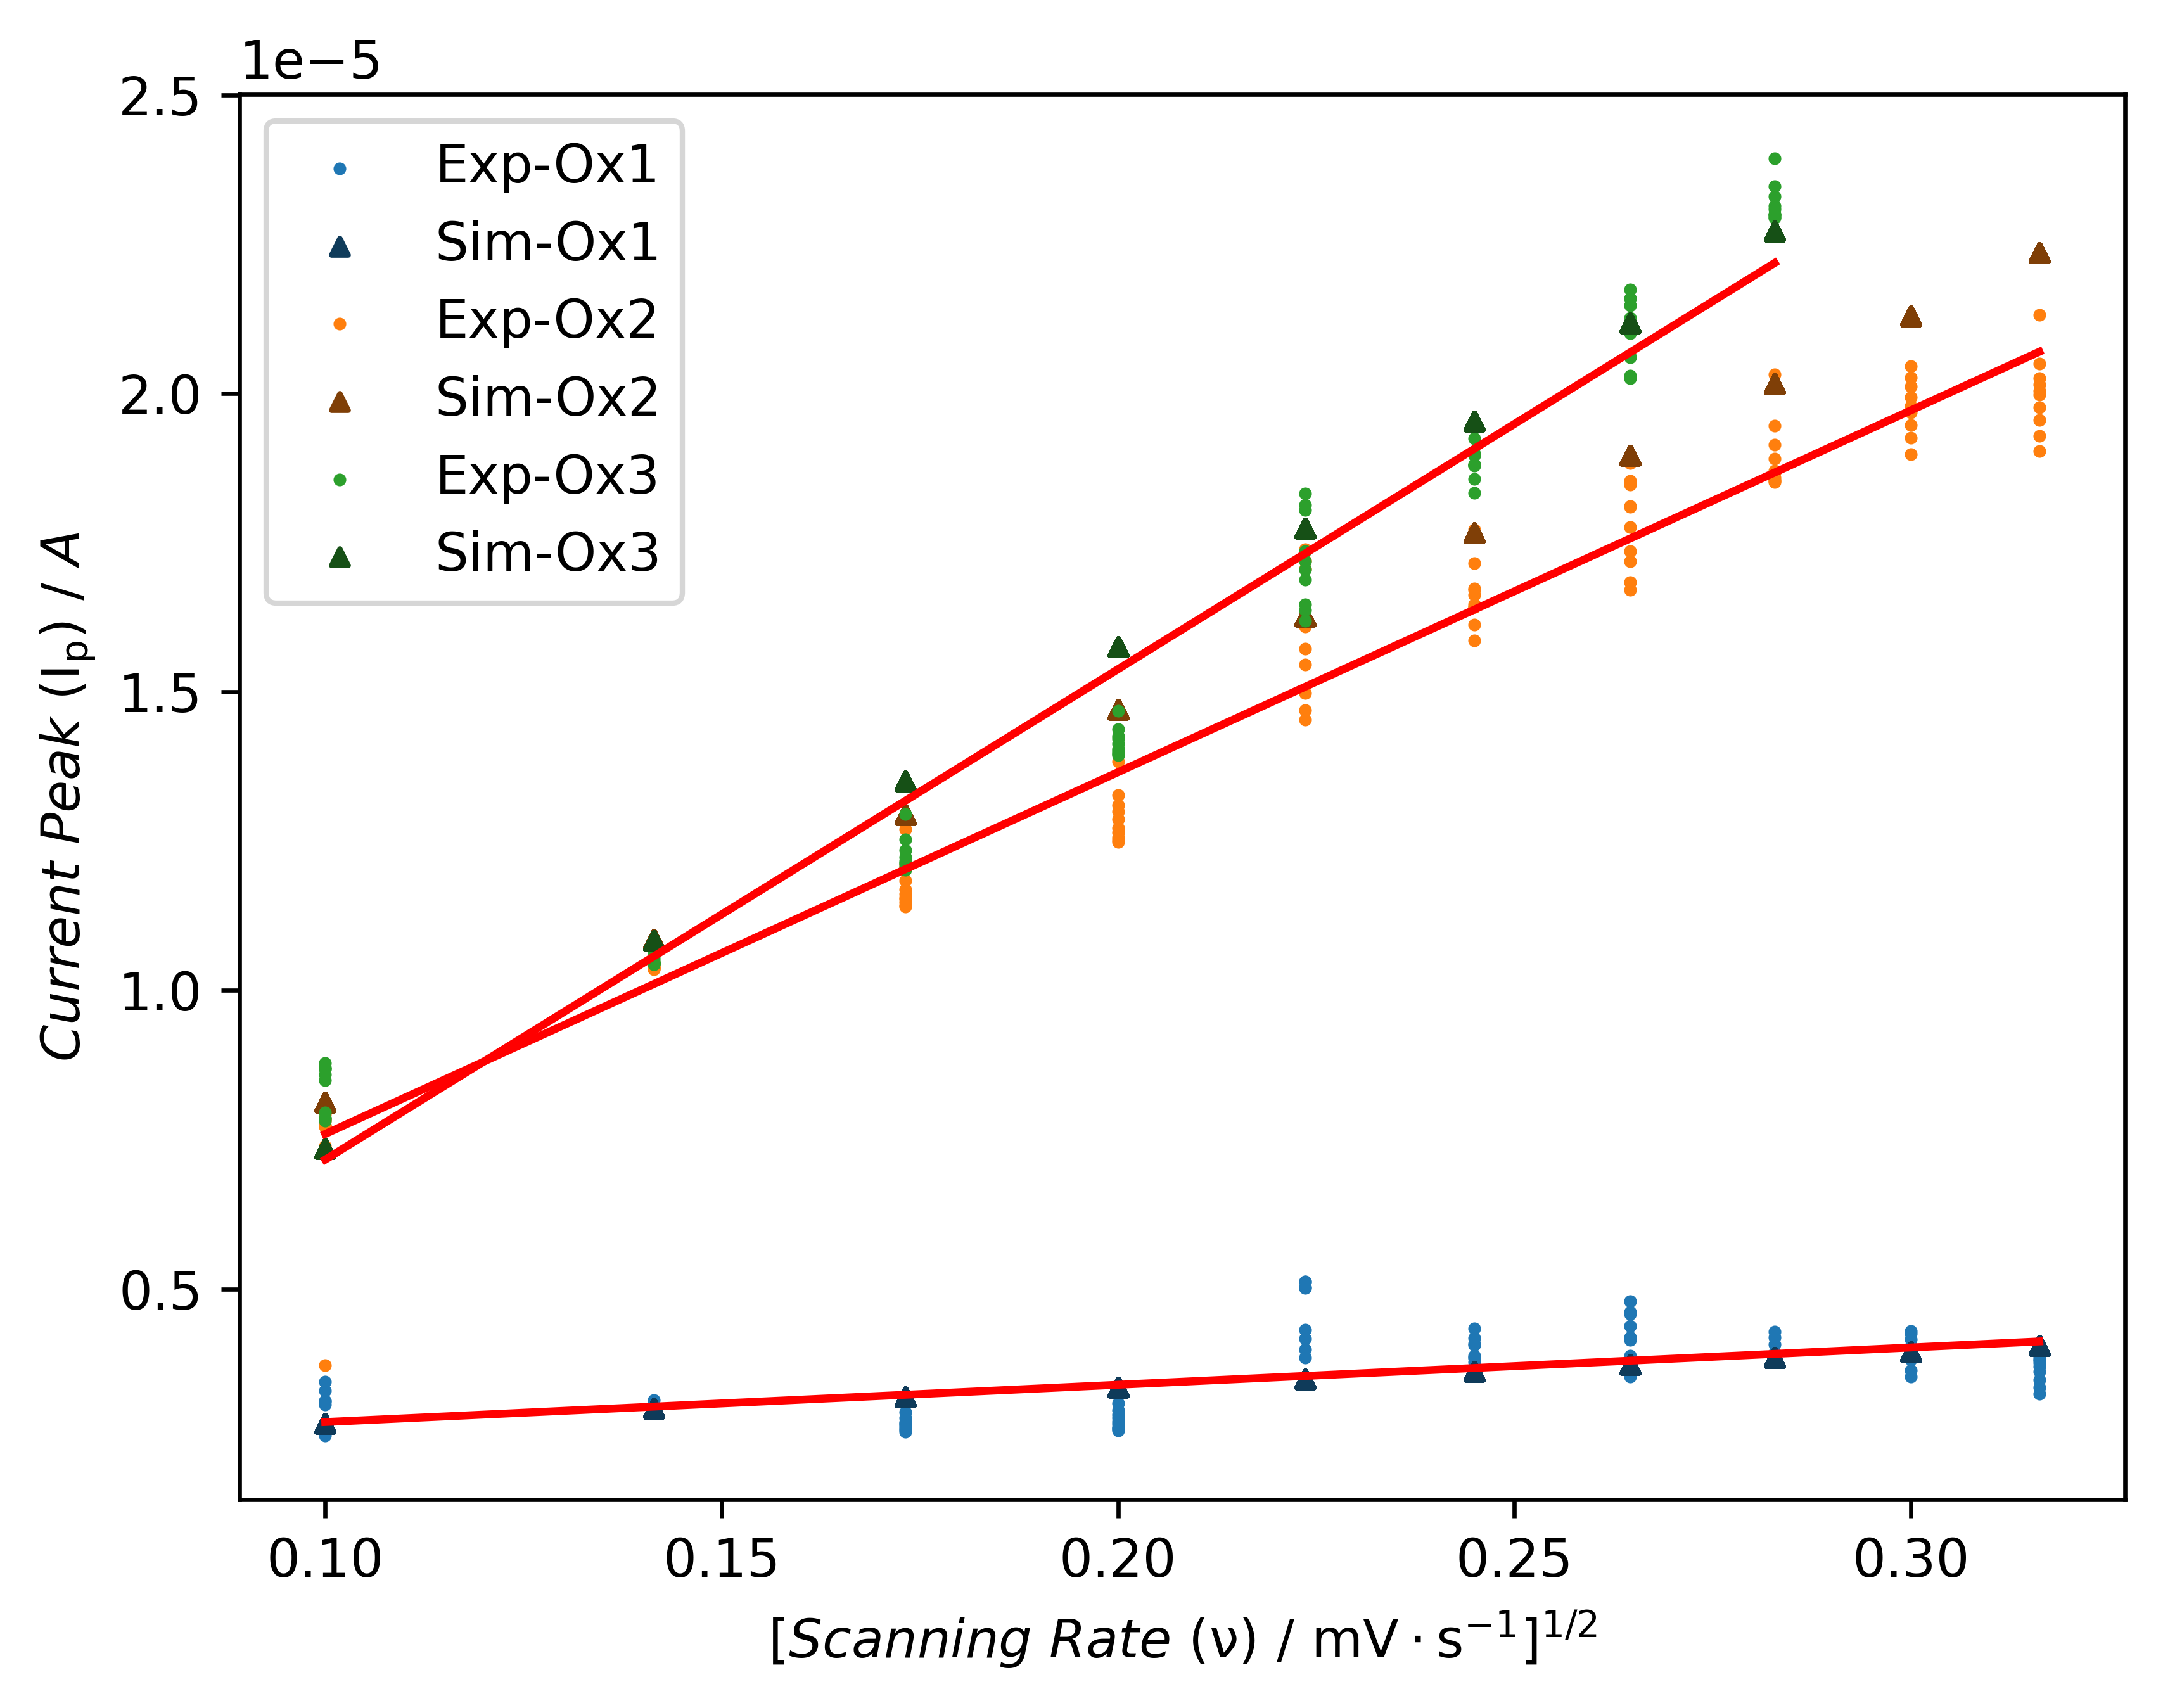 1e−5
2.5
2.0
1.5
1.0
0.5
Exp-Ox1
Sim-Ox1
Exp-Ox2
Sim-Ox2
Exp-Ox3
Sim-Ox3
Current Peak (Iₚ) / A
0.10 0.15 0.20 0.25 0.30
[Scanning Rate (ν) / mV · s⁻¹]¹ᐟ²